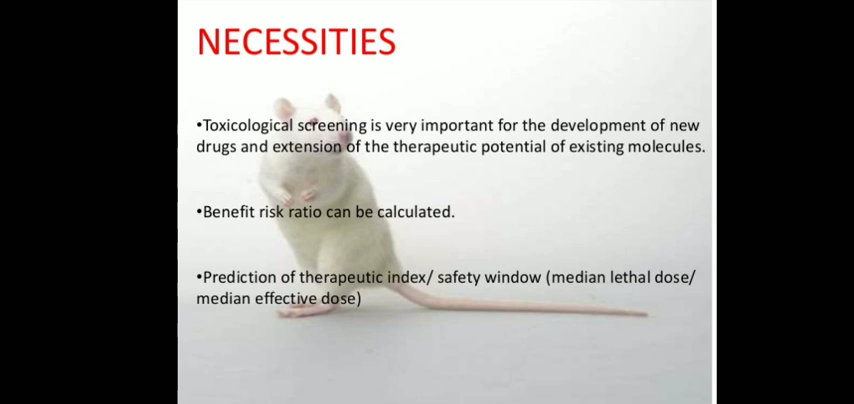 NECESSITIES
•Toxicological screening is very important for the development of new
drugs and extension of the therapeutic potential of existing molecules.
•Benefit risk ratio can be calculated.
•Prediction of therapeutic index/ safety window (median lethal dose/
median effective dose)